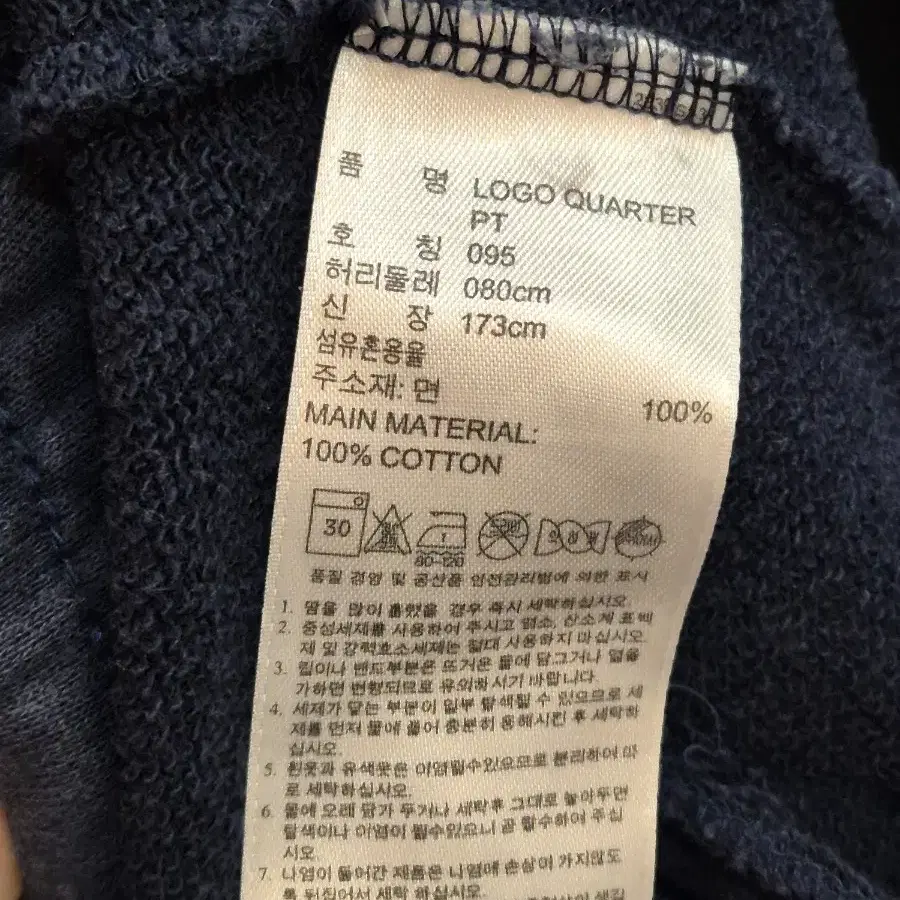 품 명 LOGO QUARTER
PT
호 칭 095
허리둘레 080cm
신 장 173cm
섬유혼용율
주소재: 면 100%
MAIN MATERIAL:
100% COTTON
30
80-120
품질 경영 및 공산품 안전관리법에 의한 표시
1. 땀을 많이 흘렸을 경우 즉시 세탁하십시오.
2. 중성세제를 사용하여 주시고 염소, 산소계 표백
제 및 강력효소세제는 절대 사용하지 마십시오.
3. 립이나 밴드부분은 뜨거운 물에 담그거나 열을
가하면 변형되므로 유의하시기 바랍니다.
4. 세제가 닿는 부분이 일부 탈색될 수 있으므로 세
제를 먼저 물에 풀어 충분히 용해시킨 후 세탁하
십시오.
5. 흰옷과 유색옷은 이염될수있으므로 분리하여 따
로 세탁하십시오.
6. 물에 오래 담가 두거나 세탁후 그대로 놓아두면
탈색이나 이염이 될수있으니 곧 탈수하여 주십
시오.
7. 나염이 들어간 제품은 나염에 손상이 가지않도
록 뒤집어서 세탁 하십시오.